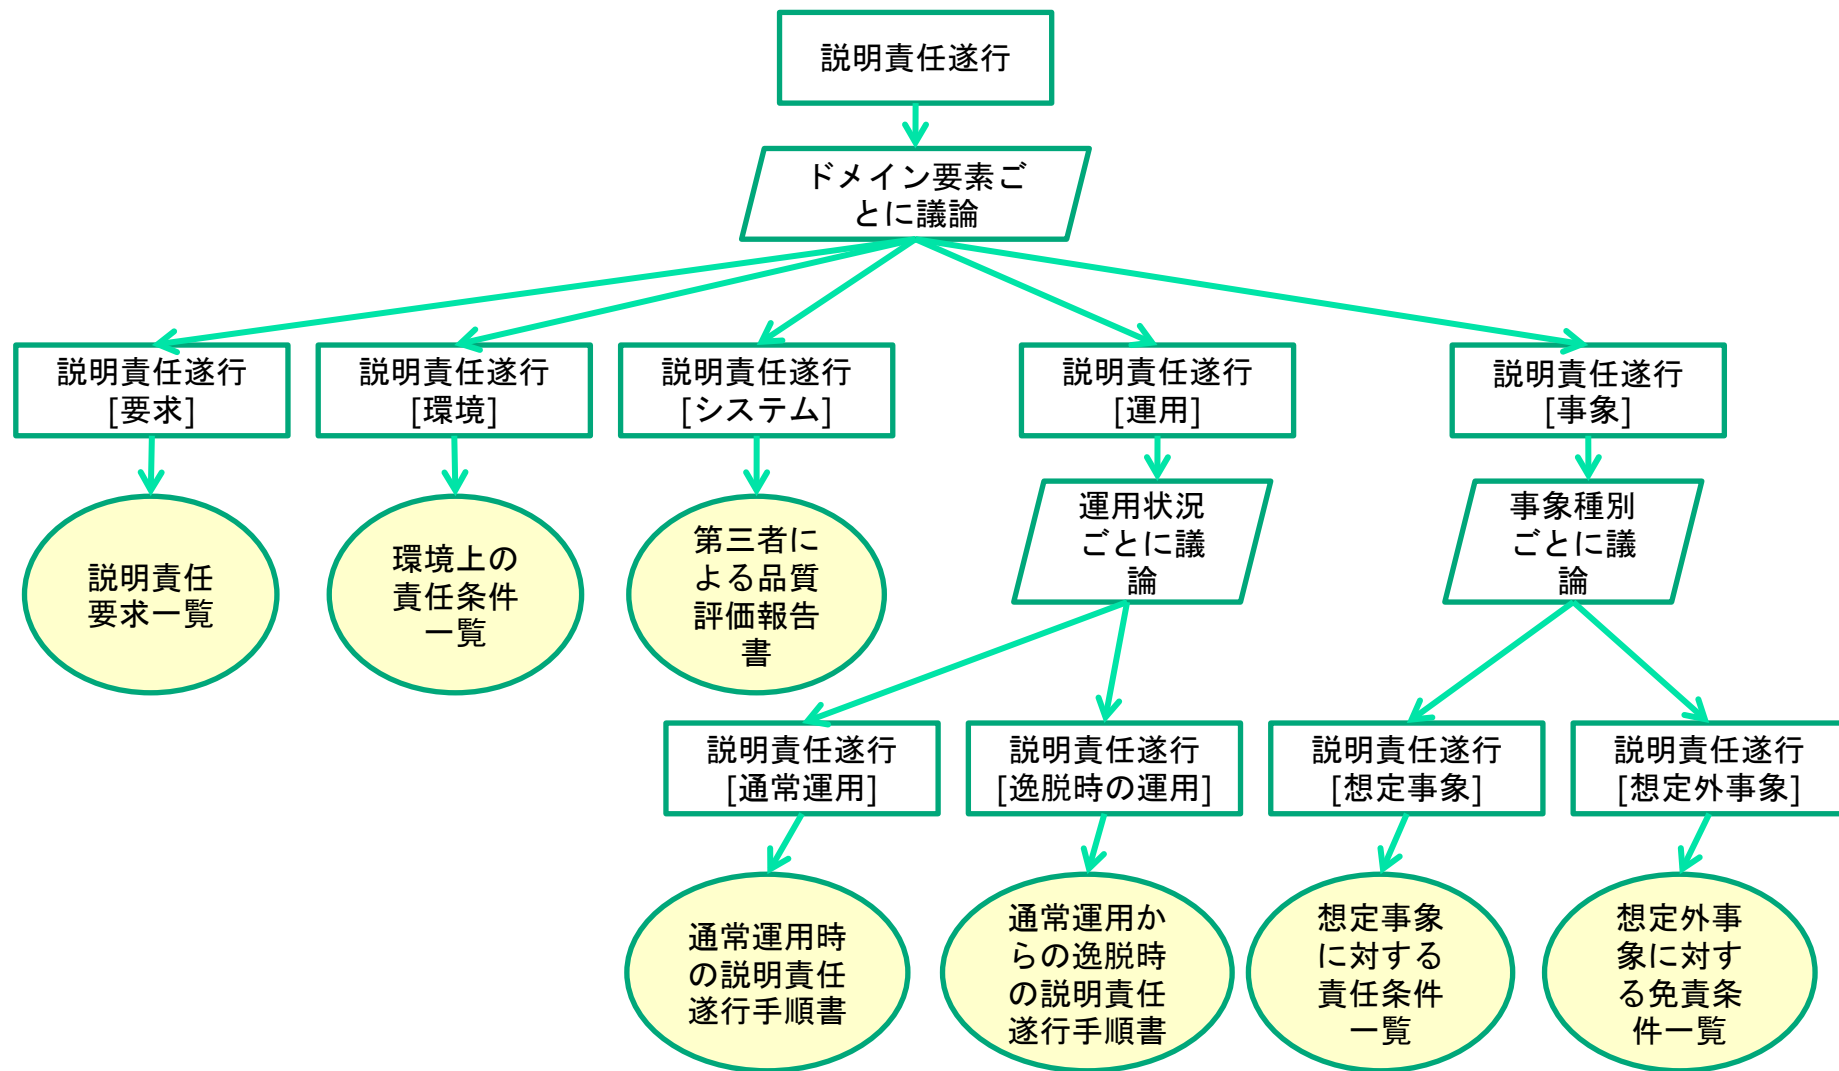 説明責任遂行
ドメイン要素ご
とに議論
説明責任遂行
[要求]
説明責任遂行
[環境]
説明責任遂行
[システム]
説明責任遂行
[運用]
説明責任遂行
[事象]
説明責任
要求一覧
環境上の
責任条件
一覧
第三者に
よる品質
評価報告
書
運用状況
ごとに議
論
事象種別
ごとに議
論
説明責任遂行
[通常運用]
説明責任遂行
[逸脱時の運用]
説明責任遂行
[想定事象]
説明責任遂行
[想定外事象]
通常運用時
の説明責任
遂行手順書
通常運用か
らの逸脱時
の説明責任
遂行手順書
想定事象
に対する
責任条件
一覧
想定外事
象に対す
る免責条
件一覧